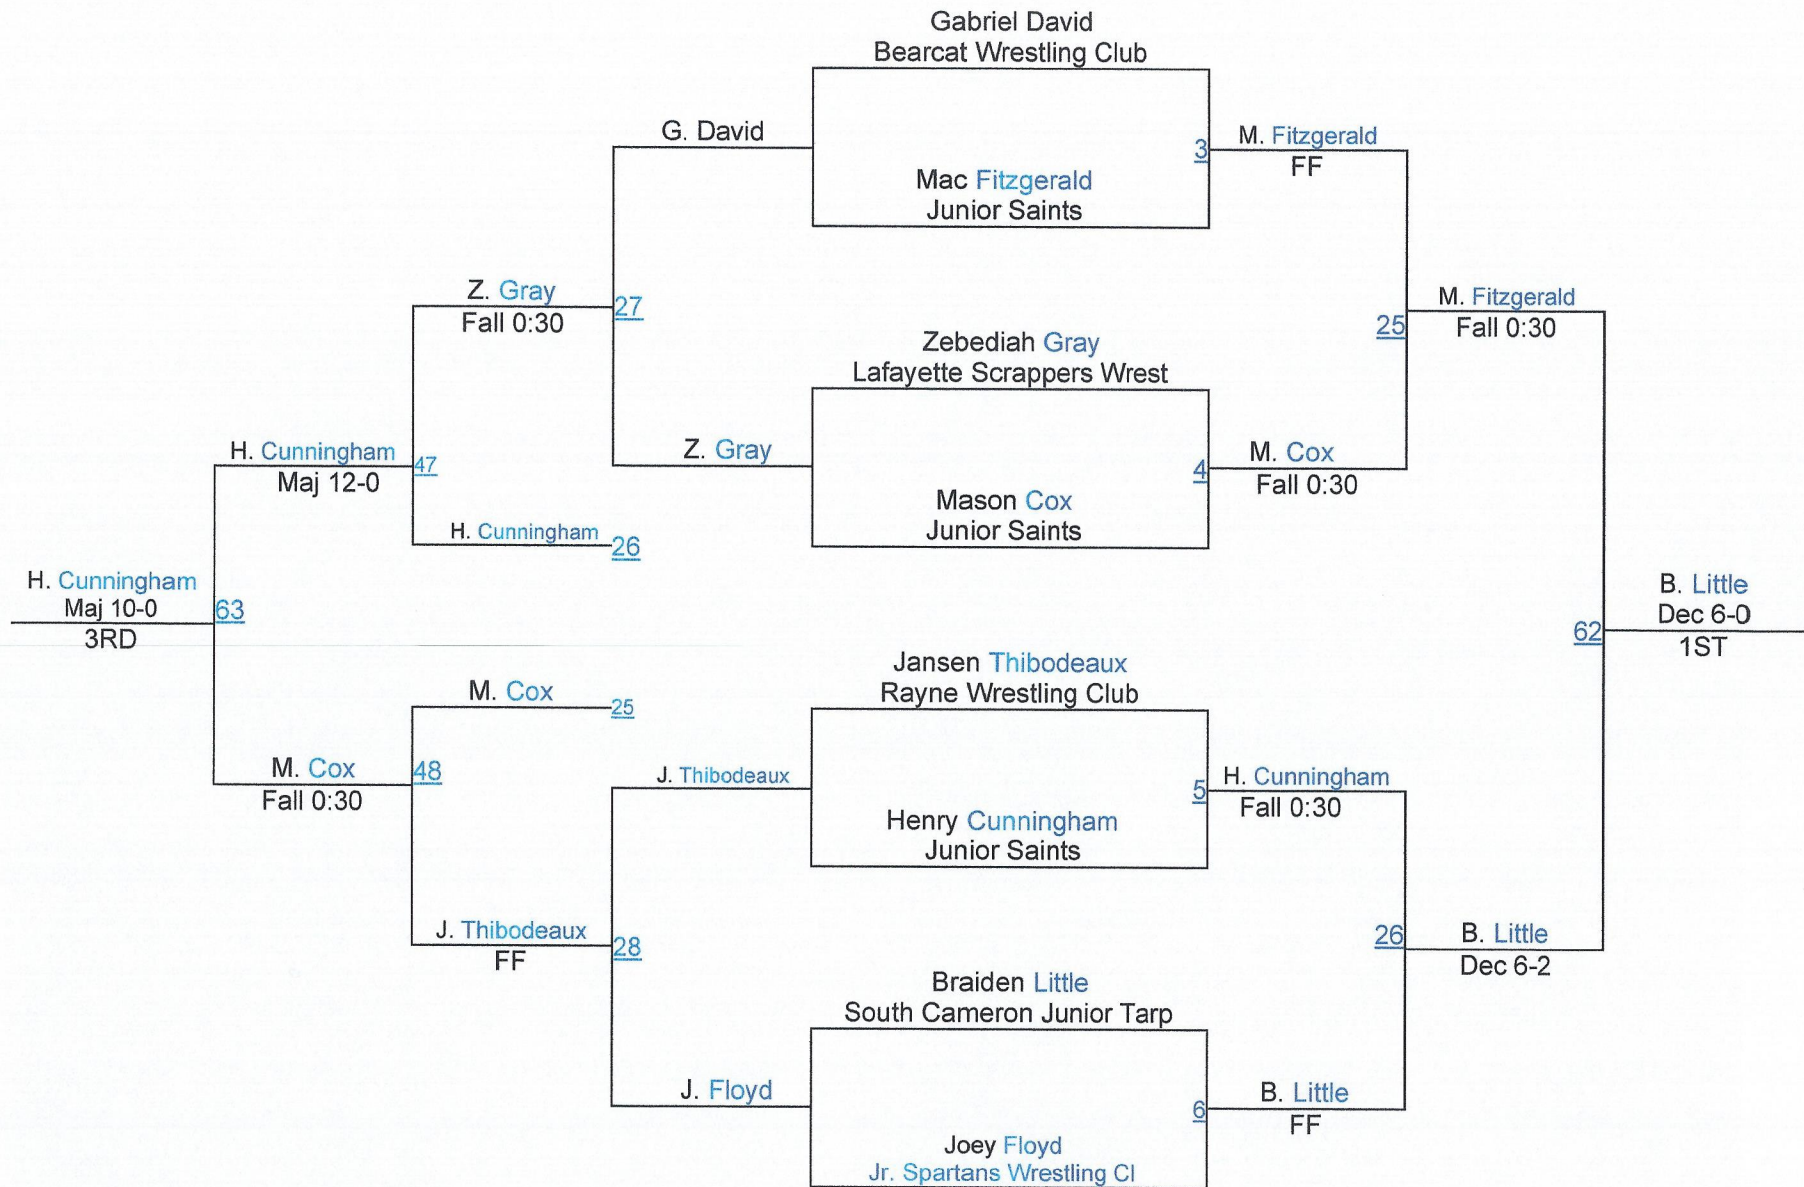 Gabriel David
Bearcat Wrestling Club
G. David
3
M. Fitzgerald
FF
Mac Fitzgerald
Junior Saints
Z. Gray
Fall 0:30
27
M. Fitzgerald
Fall 0:30
25
Zebediah Gray
Lafayette Scrappers Wrest
Z. Gray
4
M. Cox
Fall 0:30
Mason Cox
Junior Saints
H. Cunningham
Maj 12-0
47
H. Cunningham
26
H. Cunningham
Maj 10-0
3RD
63
B. Little
Dec 6-0
1ST
62
Jansen Thibodeaux
Rayne Wrestling Club
M. Cox
25
M. Cox
Fall 0:30
48
J. Thibodeaux
5
H. Cunningham
Fall 0:30
Henry Cunningham
Junior Saints
J. Thibodeaux
FF
28
26
B. Little
Dec 6-2
Braiden Little
South Cameron Junior Tarp
J. Floyd
6
B. Little
FF
Joey Floyd
Jr. Spartans Wrestling Cl